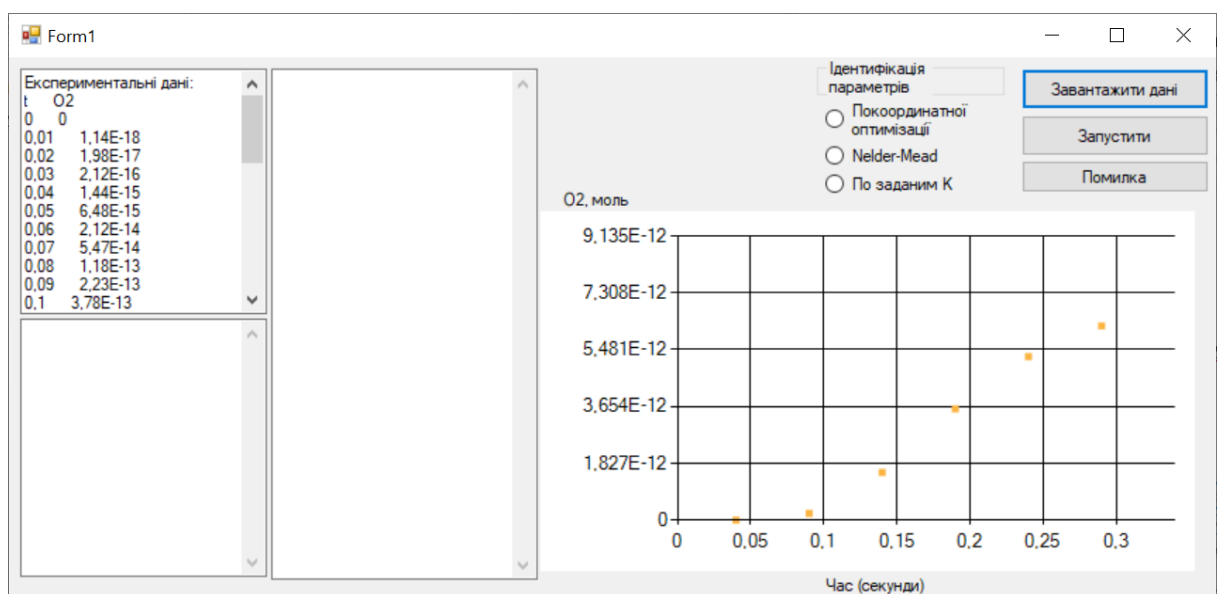 Form1
Експериментальні дані:
t O2
0 0
0,01 1,14E-18
0,02 1,98E-17
0,03 2,12E-16
0,04 1,44E-15
0,05 6,48E-15
0,06 2,12E-14
0,07 5,47E-14
0,08 1,18E-13
0,09 2,23E-13
0,1 3,78E-13
Ідентифікація
параметрів
Покоординатної
оптимізації
Nelder-Mead
По заданим K
Завантажити дані
Запустити
Помилка
O2, моль
9,135E-12
7,308E-12
5,481E-12
3,654E-12
1,827E-12
0
0 0,05 0,1 0,15 0,2 0,25 0,3
Час (секунди)